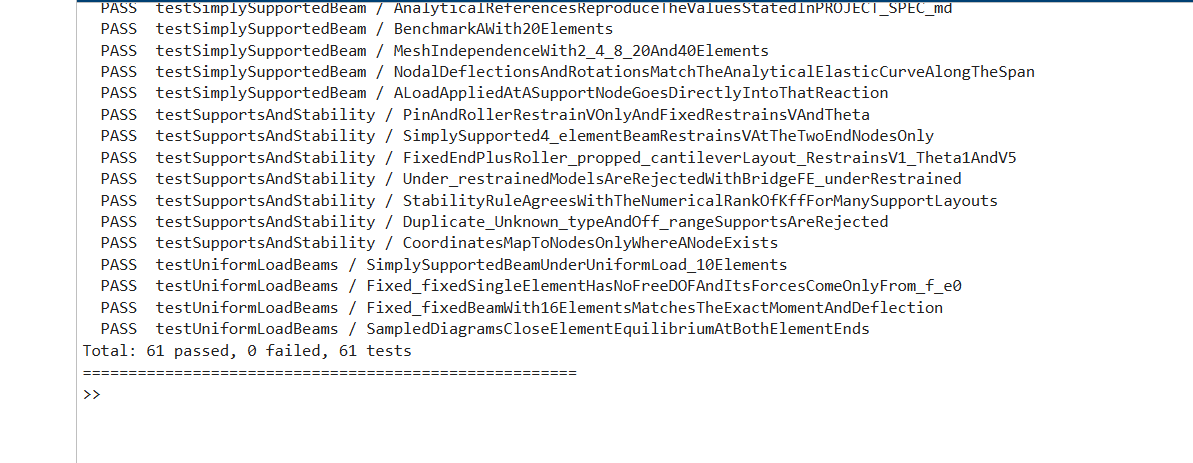 PASS  testSimplySupportedBeam / AnalyticalReferencesReproduceTheValuesStatedInPROJECT_SPEC_md
PASS  testSimplySupportedBeam / BenchmarkAWith20Elements
PASS  testSimplySupportedBeam / MeshIndependenceWith2_4_8_20And40Elements
PASS  testSimplySupportedBeam / NodalDeflectionsAndRotationsMatchTheAnalyticalElasticCurveAlongTheSpan
PASS  testSimplySupportedBeam / ALoadAppliedAtASupportNodeGoesDirectlyIntoThatReaction
PASS  testSupportsAndStability / PinAndRollerRestrainVOnlyAndFixedRestrainsVAndTheta
PASS  testSupportsAndStability / SimplySupported4_elementBeamRestrainsVAtTheTwoEndNodesOnly
PASS  testSupportsAndStability / FixedEndPlusRoller_propped_cantileverLayout_RestrainsV1_Theta1AndV5
PASS  testSupportsAndStability / Under_restrainedModelsAreRejectedWithBridgeFE_underRestrained
PASS  testSupportsAndStability / StabilityRuleAgreesWithTheNumericalRankOfKffForManySupportLayouts
PASS  testSupportsAndStability / Duplicate_Unknown_typeAndOff_rangeSupportsAreRejected
PASS  testSupportsAndStability / CoordinatesMapToNodesOnlyWhereANodeExists
PASS  testUniformLoadBeams / SimplySupportedBeamUnderUniformLoad_10Elements
PASS  testUniformLoadBeams / Fixed_fixedSingleElementHasNoFreeDOFAndItsForcesComeOnlyFrom_f_e0
PASS  testUniformLoadBeams / Fixed_fixedBeamWith16ElementsMatchesTheExactMomentAndDeflection
PASS  testUniformLoadBeams / SampledDiagramsCloseElementEquilibriumAtBothElementEnds
Total: 61 passed, 0 failed, 61 tests
======================================================
>>